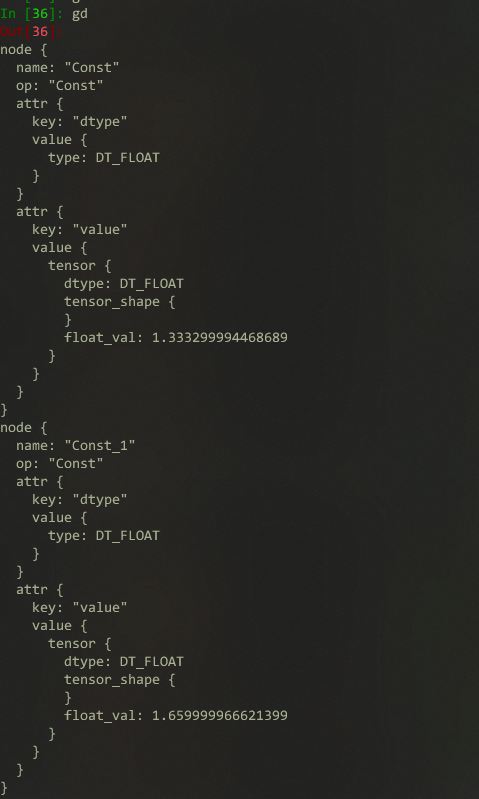 In [36]: gd
Out[36]:
node {
  name: "Const"
  op: "Const"
  attr {
    key: "dtype"
    value {
      type: DT_FLOAT
    }
  }
  attr {
    key: "value"
    value {
      tensor {
        dtype: DT_FLOAT
        tensor_shape {
        }
        float_val: 1.333299994468689
      }
    }
  }
}
node {
  name: "Const_1"
  op: "Const"
  attr {
    key: "dtype"
    value {
      type: DT_FLOAT
    }
  }
  attr {
    key: "value"
    value {
      tensor {
        dtype: DT_FLOAT
        tensor_shape {
        }
        float_val: 1.659999966621399
      }
    }
  }
}